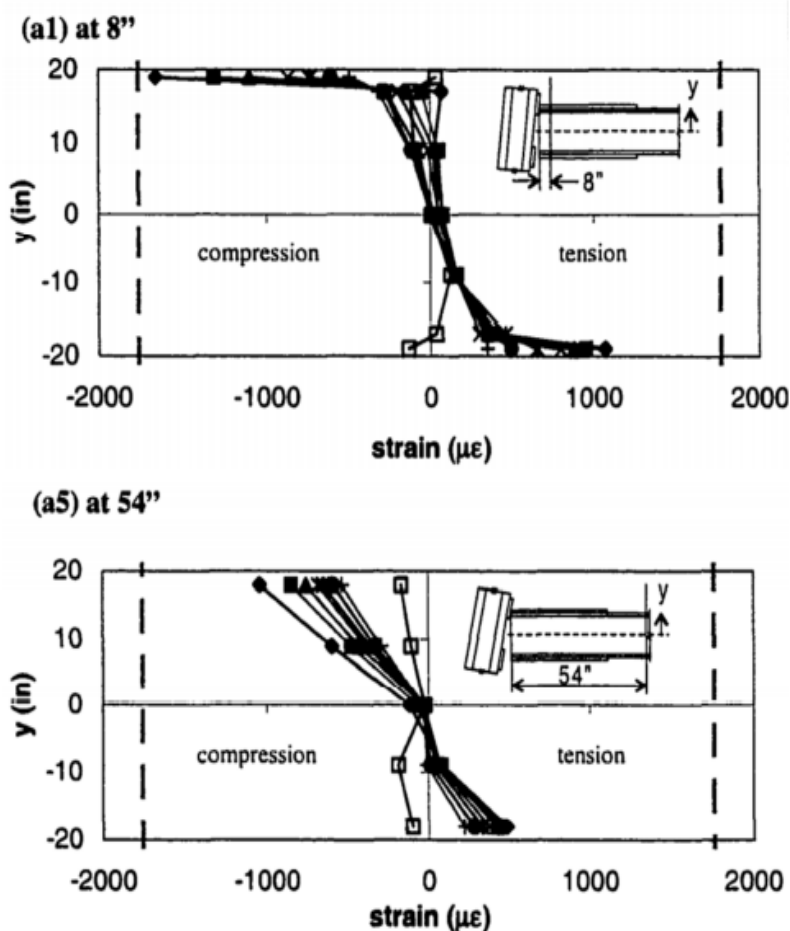 (a1) at 8”
20
10
0
-10
-20
y (in)
compression
tension
y
8"
-2000 -1000 0 1000 2000
strain (με)
(a5) at 54”
20
10
0
-10
-20
y (in)
compression
tension
y
54"
-2000 -1000 0 1000 2000
strain (με)